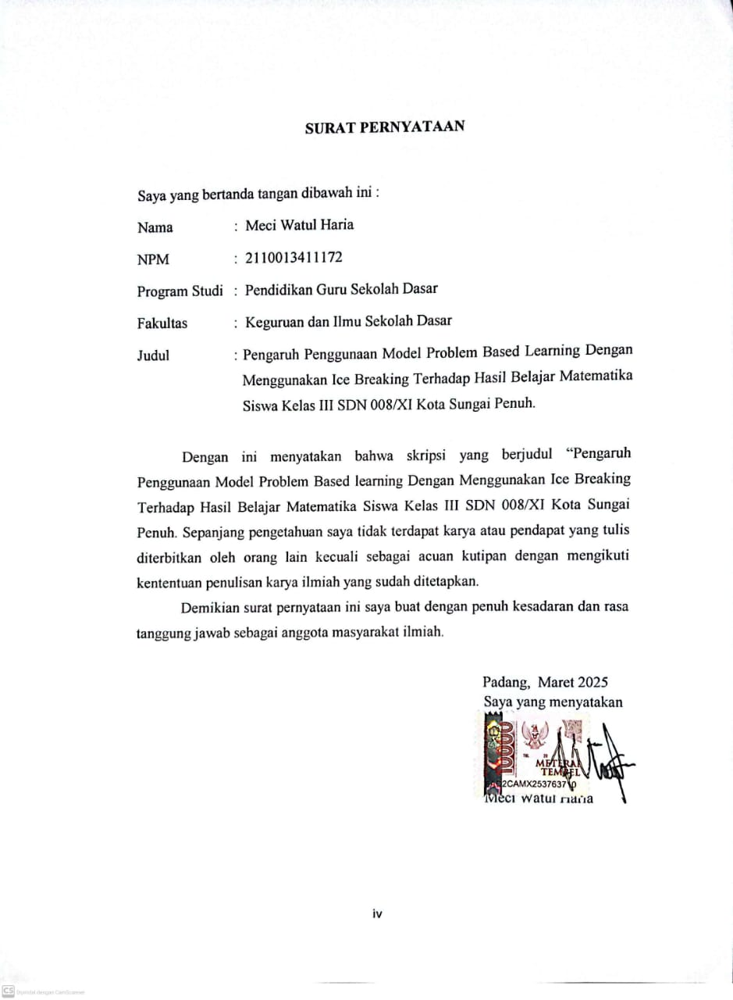 SURAT PERNYATAAN
Saya yang bertanda tangan dibawah ini :
Nama : Meci Watul Haria
NPM : 2110013411172
Program Studi : Pendidikan Guru Sekolah Dasar
Fakultas : Keguruan dan Ilmu Sekolah Dasar
Judul : Pengaruh Penggunaan Model Problem Based Learning Dengan
Menggunakan Ice Breaking Terhadap Hasil Belajar Matematika
Siswa Kelas III SDN 008/XI Kota Sungai Penuh.
Dengan ini menyatakan bahwa skripsi yang berjudul “Pengaruh
Penggunaan Model Problem Based learning Dengan Menggunakan Ice Breaking
Terhadap Hasil Belajar Matematika Siswa Kelas III SDN 008/XI Kota Sungai
Penuh. Sepanjang pengetahuan saya tidak terdapat karya atau pendapat yang tulis
diterbitkan oleh orang lain kecuali sebagai acuan kutipan dengan mengikuti
kententuan penulisan karya ilmiah yang sudah ditetapkan.
Demikian surat pernyataan ini saya buat dengan penuh kesadaran dan rasa
tanggung jawab sebagai anggota masyarakat ilmiah.
Padang, Maret 2025
Saya yang menyatakan
10000
METERAI
TEMPEL
Meci Watul Haria
iv
CS Dipindai dengan CamScanner